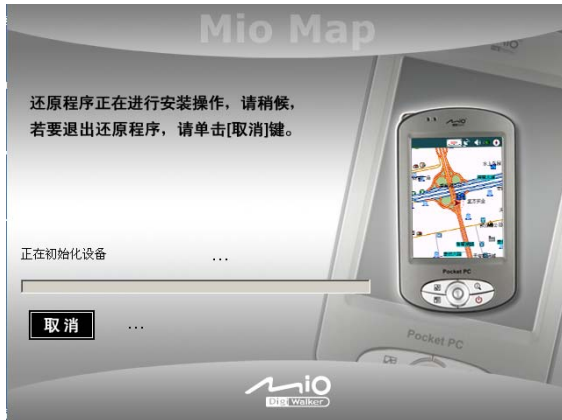 Mio Map
还原程序正在进行安装操作，请稍候，
若要退出还原程序，请单击[取消]键。
正在初始化设备 ...
取消 ...
Pocket PC
Pocket PC
Mio
DigiWalker